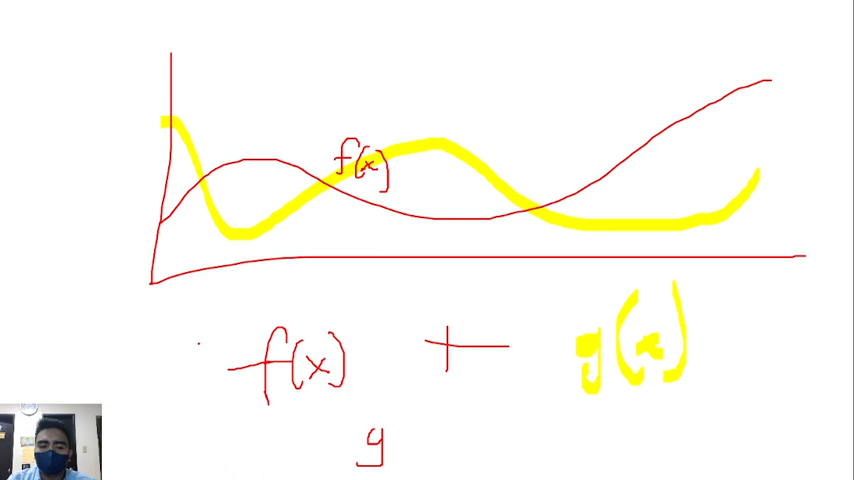 f(x)
f(x) + g(x)
y